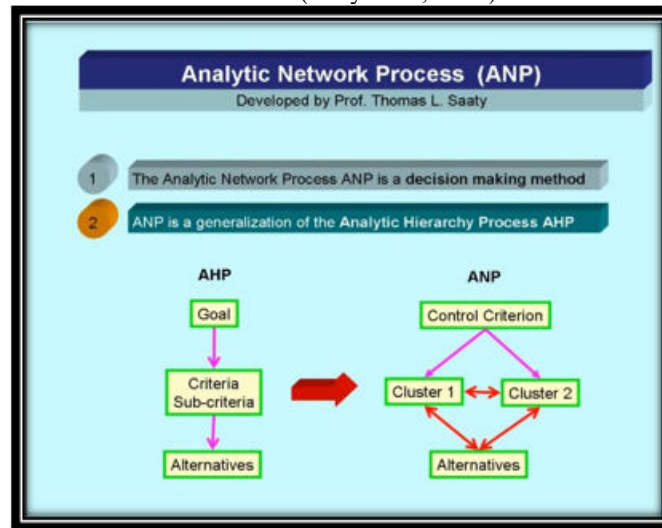 Analytic Network Process (ANP)
Developed by Prof. Thomas L. Saaty
1 The Analytic Network Process ANP is a decision making method
2 ANP is a generalization of the Analytic Hierarchy Process AHP
AHP
Goal
Criteria
Sub-criteria
Alternatives
ANP
Control Criterion
Cluster 1
Cluster 2
Alternatives